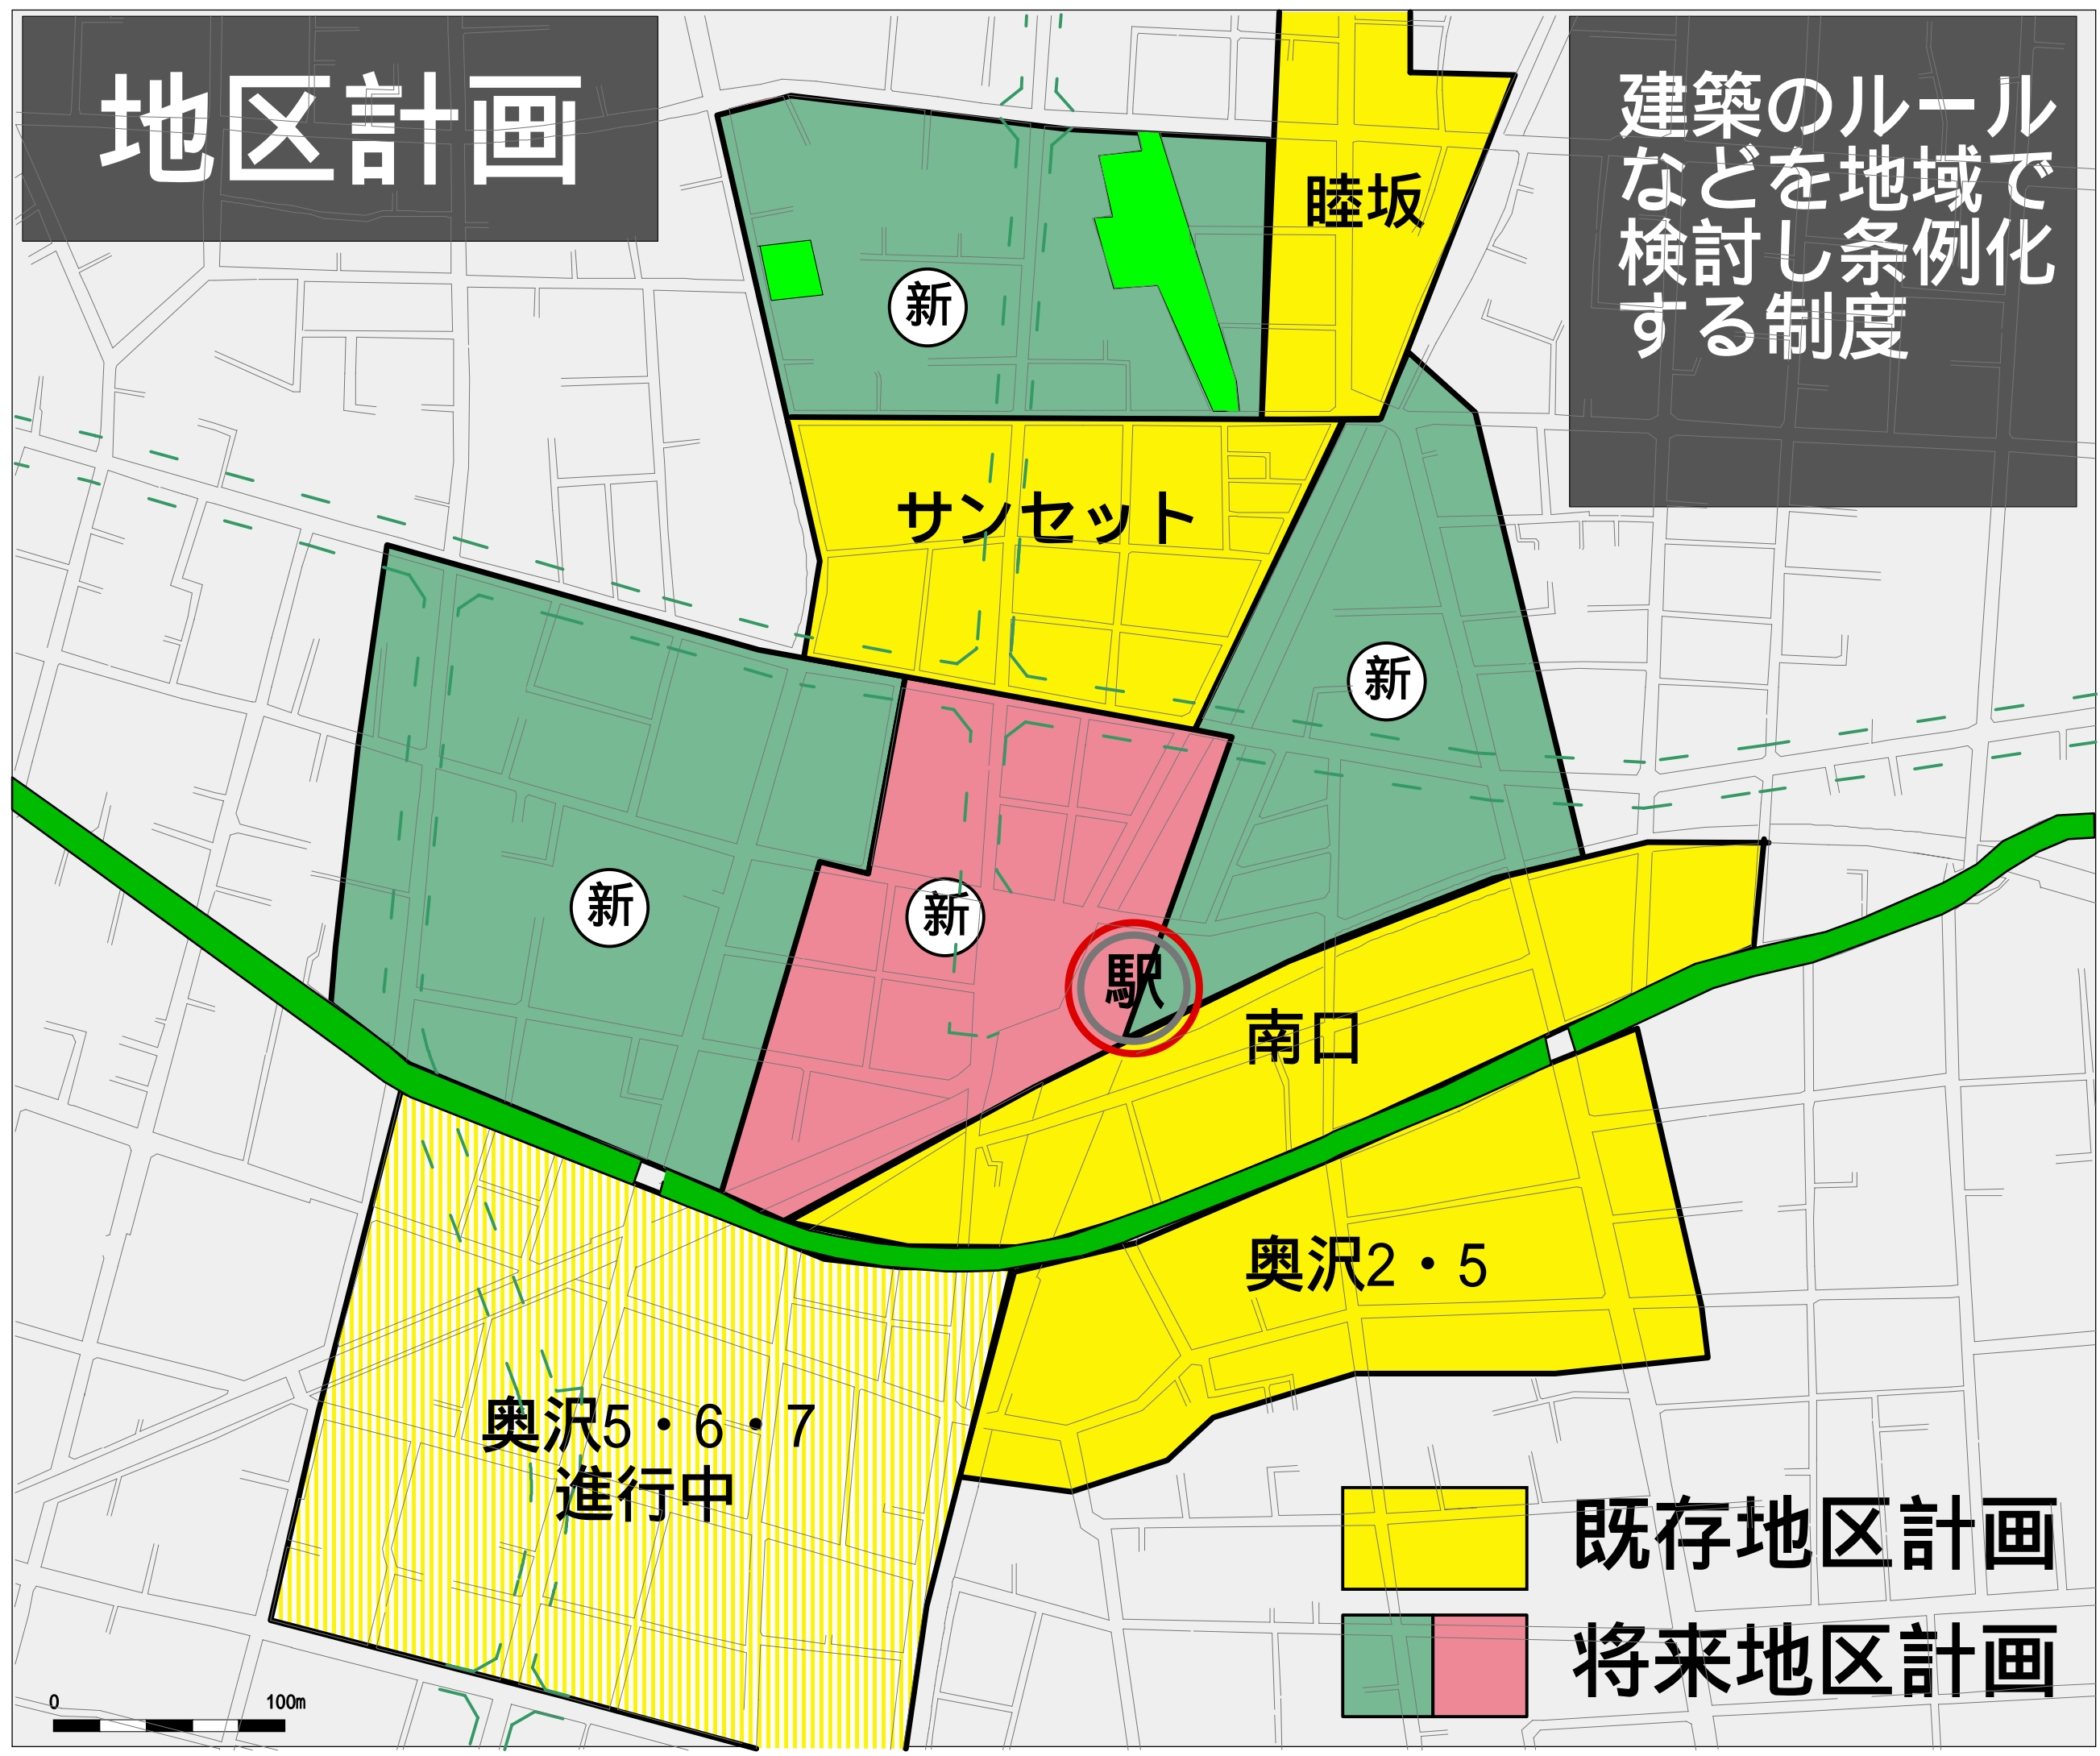 地区計画
建築のルール
などを地域で
検討し条例化
する制度
睦坂
新
サンセット
新
新
新
駅
南口
奥沢2・5
奥沢5・6・7
進行中
既存地区計画
将来地区計画
0 100m